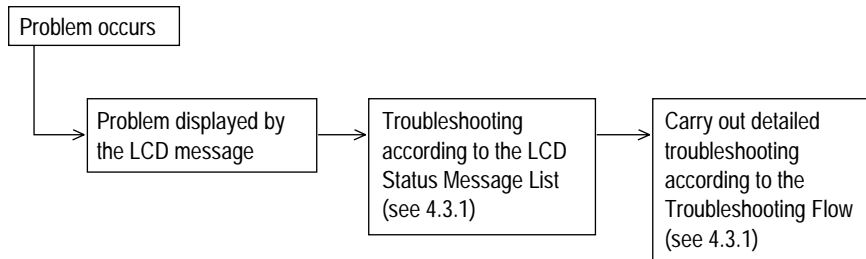 Problem occurs
Problem displayed by
the LCD message
Troubleshooting
according to the LCD
Status Message List
(see 4.3.1)
Carry out detailed
troubleshooting
according to the
Troubleshooting Flow
(see 4.3.1)